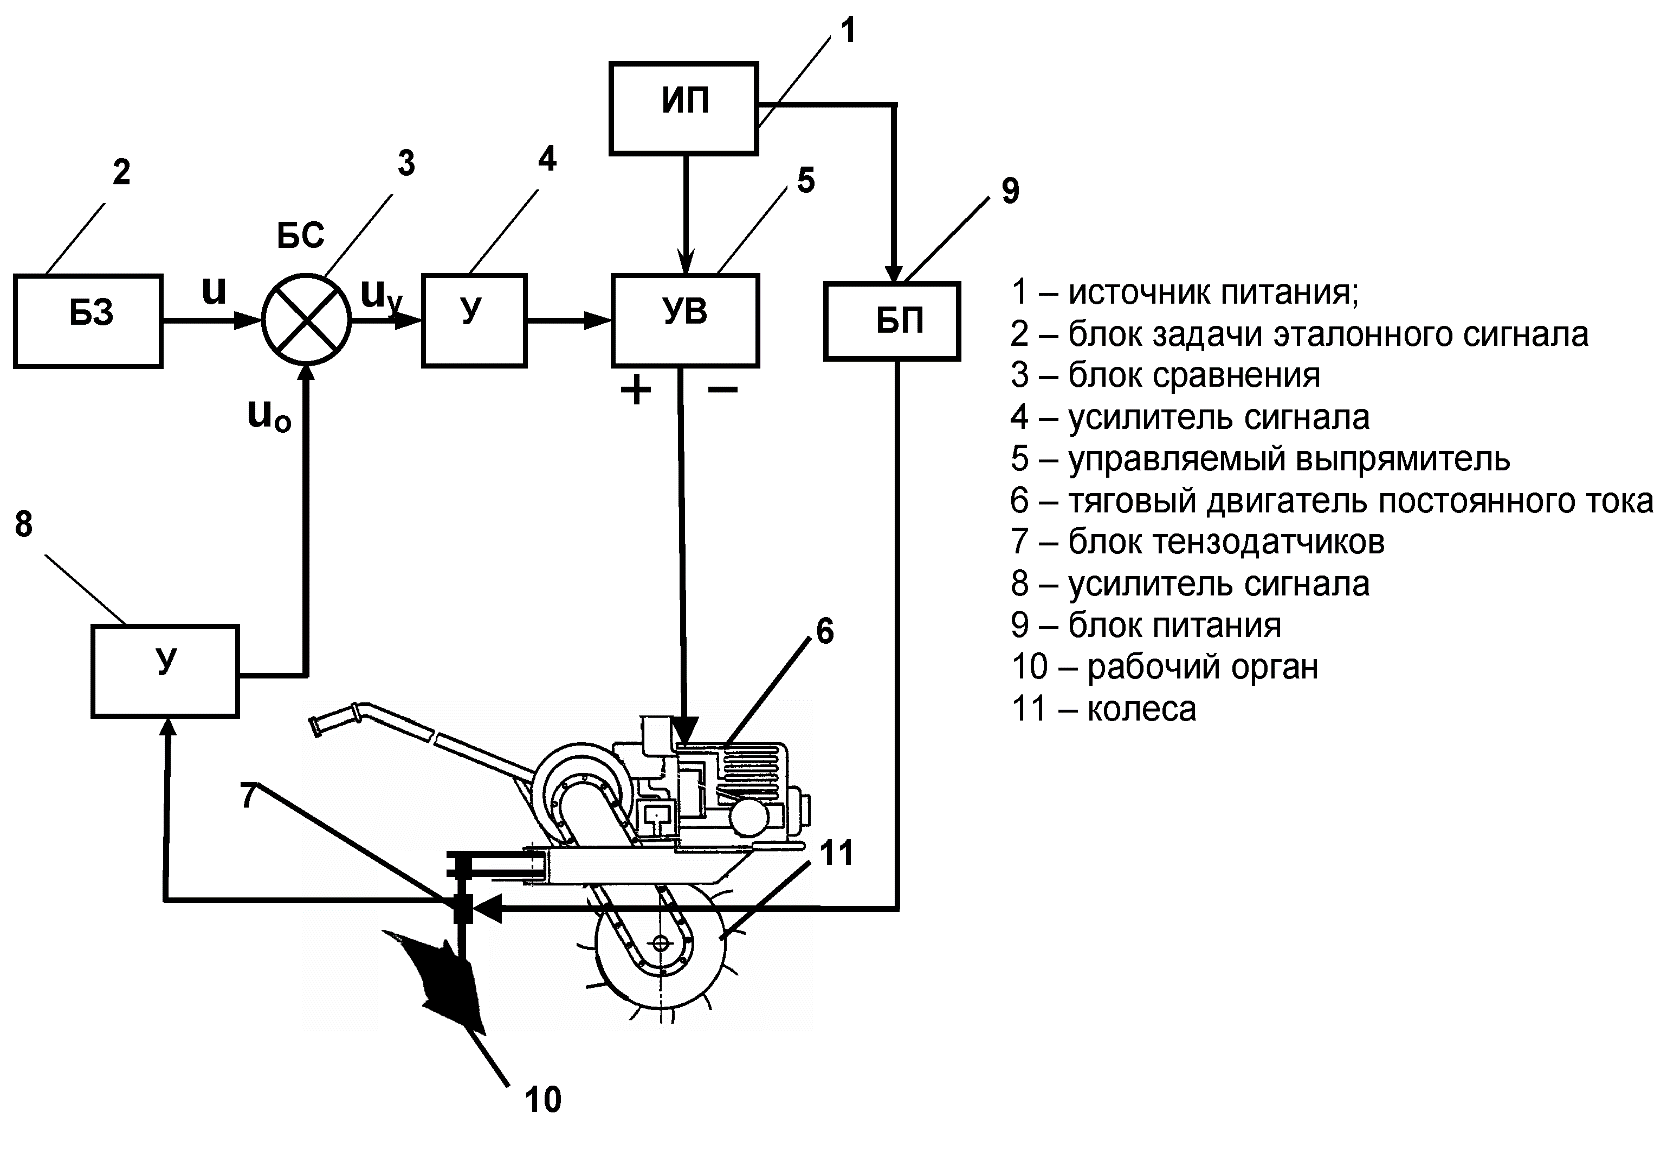 1
ИП
2
3
4
5
9
БС
БЗ
u
uу
У
УВ
БП
+
–
uо
8
У
6
7
11
10
1 – источник питания;
2 – блок задачи эталонного сигнала
3 – блок сравнения
4 – усилитель сигнала
5 – управляемый выпрямитель
6 – тяговый двигатель постоянного тока
7 – блок тензодатчиков
8 – усилитель сигнала
9 – блок питания
10 – рабочий орган
11 – колеса